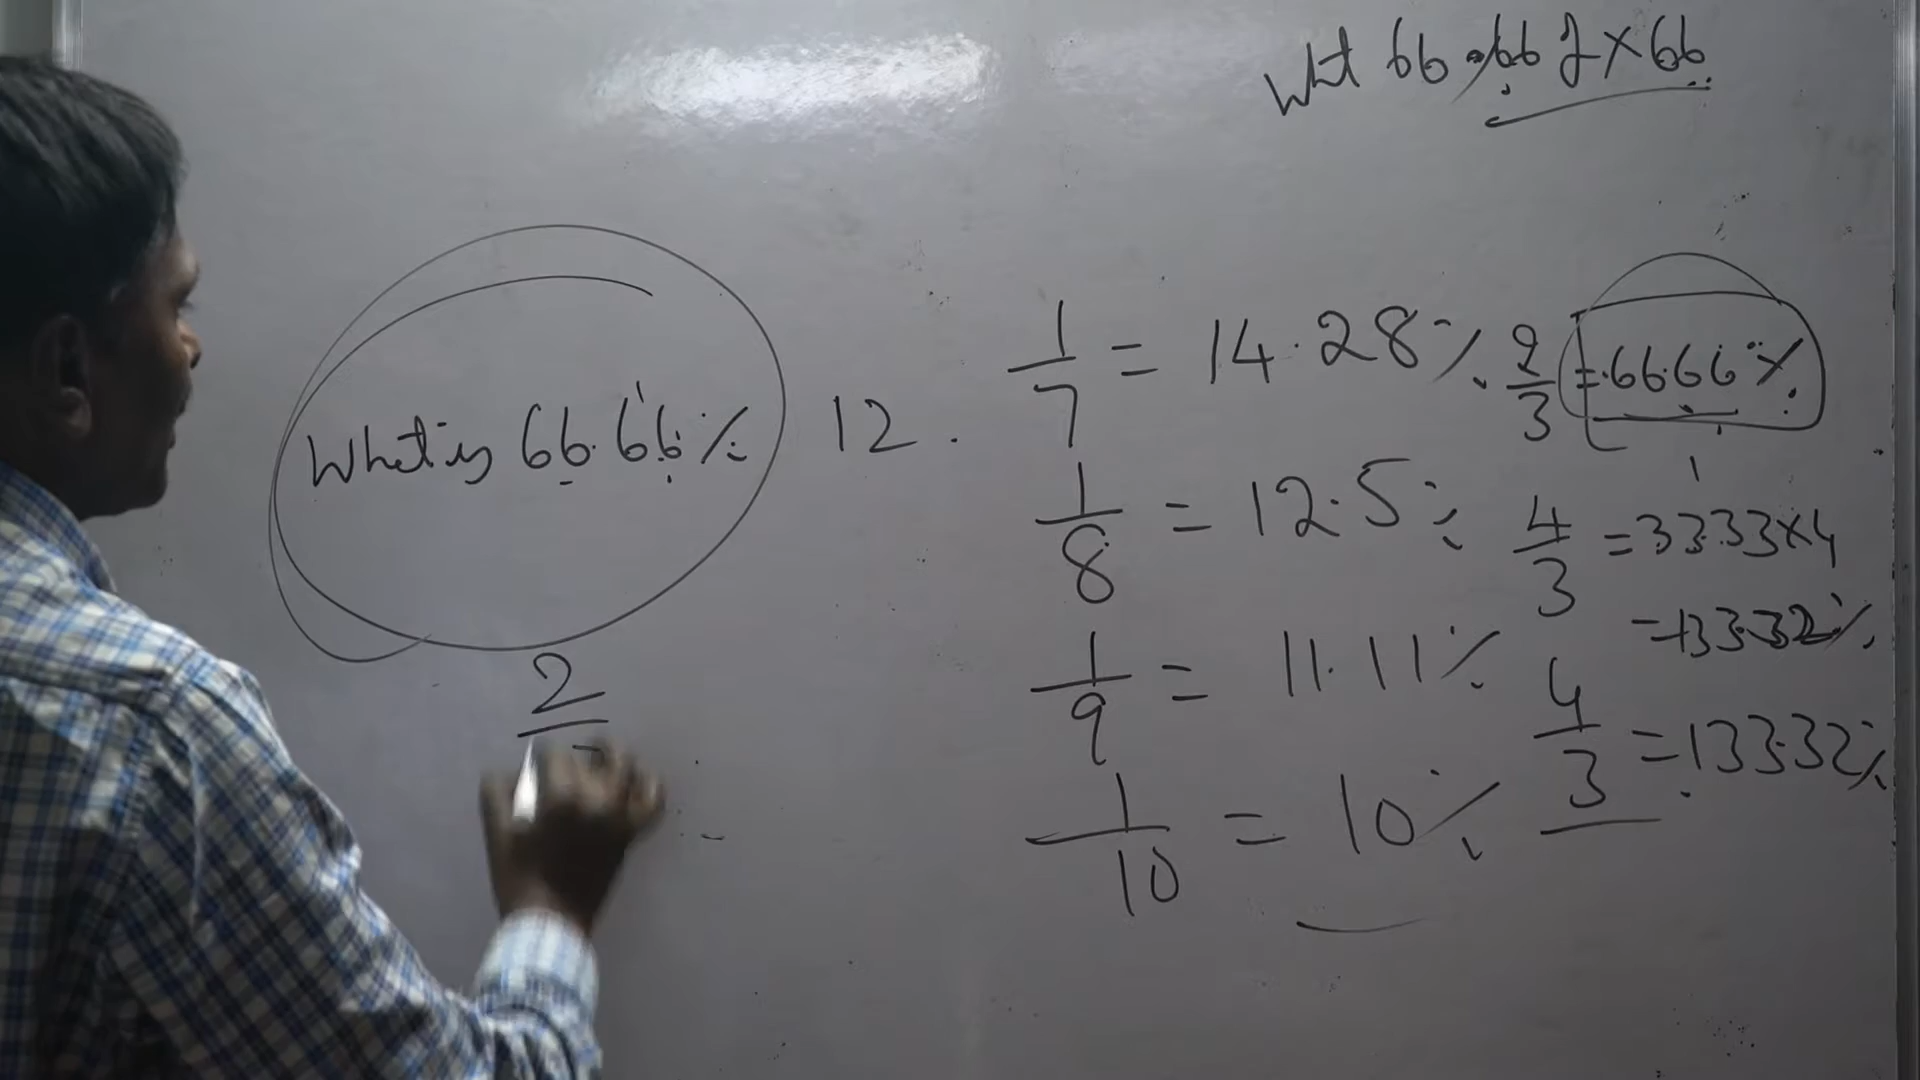 What 66.66 % × 66
What is 66.66% 12.
2
1/7 = 14.28%
1/8 = 12.5%
1/9 = 11.11%
1/10 = 10%
2/3 = 66.66%
4/3 = 33.33×4
= 133.32%
4/3 = 133.32%